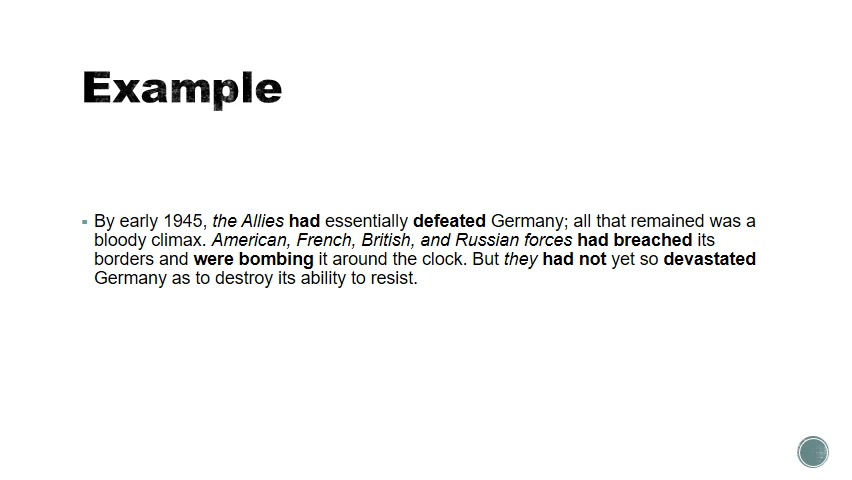 Example
By early 1945, the Allies had essentially defeated Germany; all that remained was a
bloody climax. American, French, British, and Russian forces had breached its
borders and were bombing it around the clock. But they had not yet so devastated
Germany as to destroy its ability to resist.